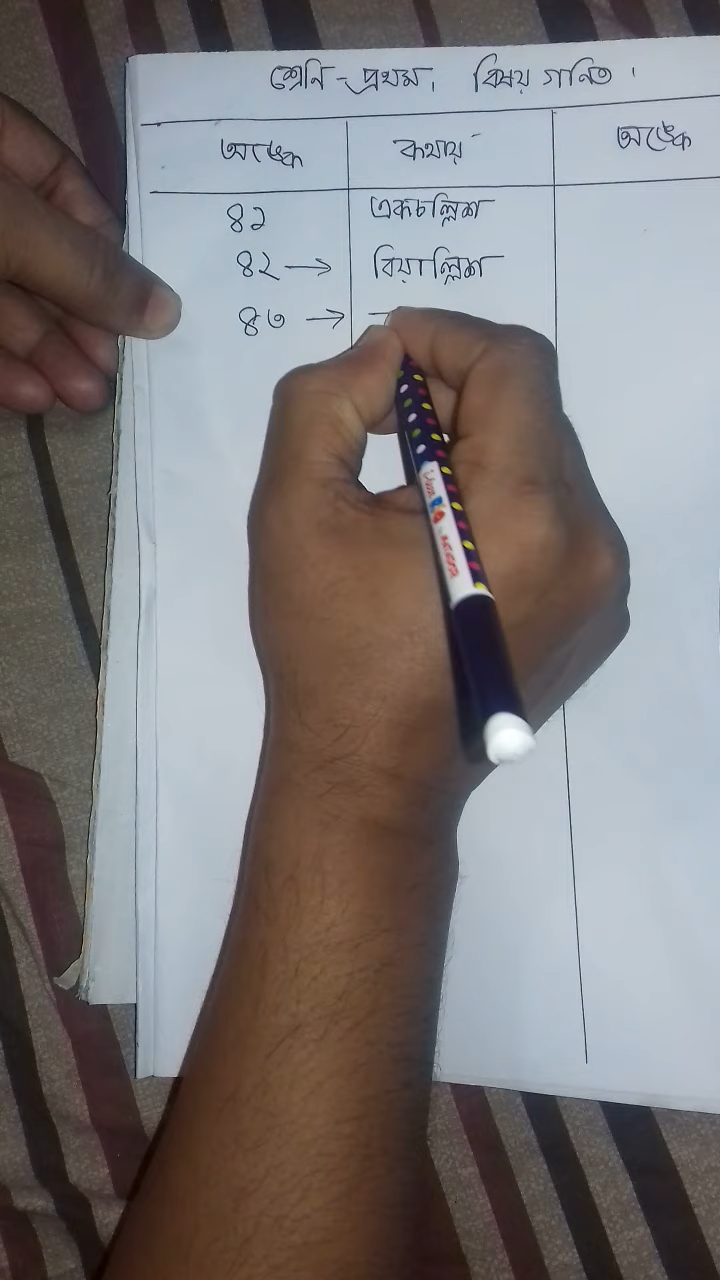 শ্রেনি - প্রথম। বিষয় গনিত।
অঙ্কে কথায় অঙ্কে
৪১ একচল্লিশ
৪২ → বিয়াল্লিশ
৪৩ →